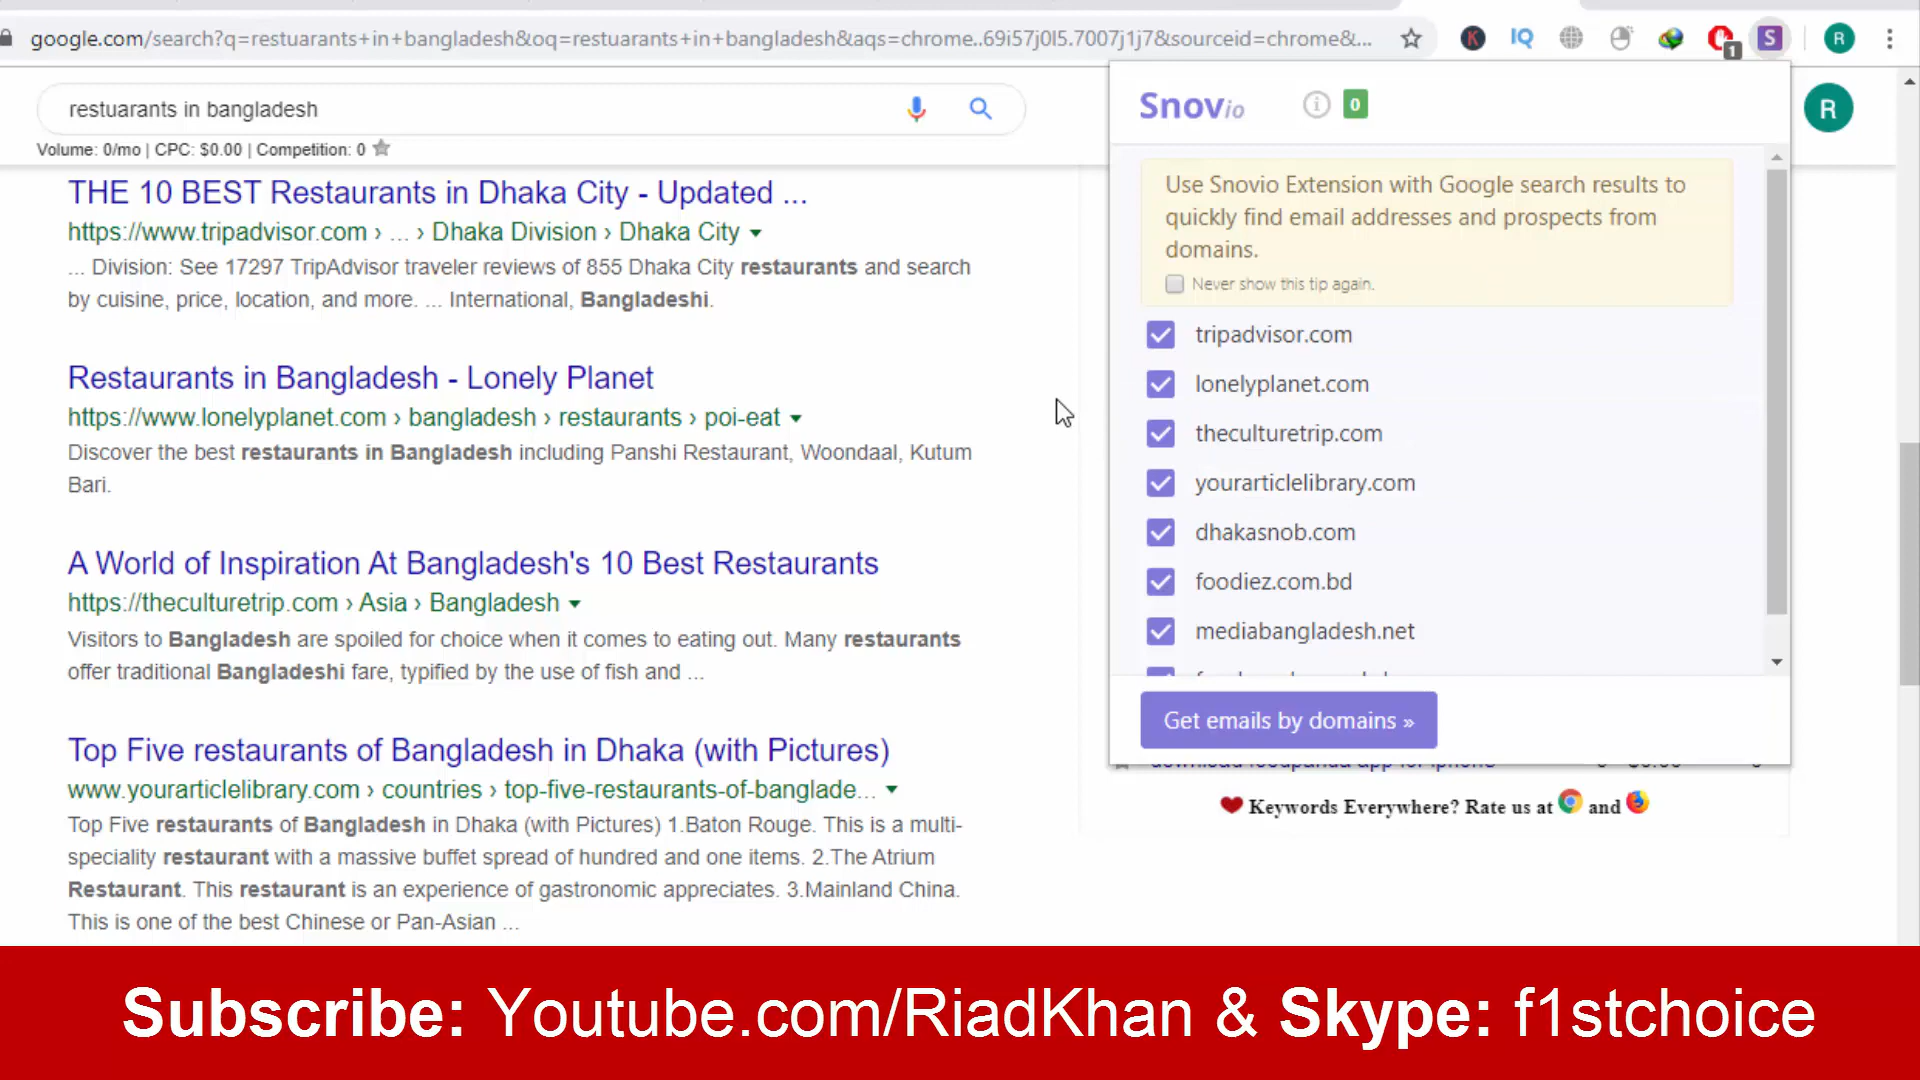 google.com/search?q=restuarants+in+bangladesh&oq=restuarants+in+bangladesh&aqs=chrome..69i57j0l5.7007j1j7&sourceid=chrome&...
K
IQ
1
S
R
restuarants in bangladesh
R
Volume: 0/mo | CPC: $0.00 | Competition: 0
THE 10 BEST Restaurants in Dhaka City - Updated ...
https://www.tripadvisor.com › ... › Dhaka Division › Dhaka City
... Division: See 17297 TripAdvisor traveler reviews of 855 Dhaka City restaurants and search
by cuisine, price, location, and more. ... International, Bangladeshi.
Restaurants in Bangladesh - Lonely Planet
https://www.lonelyplanet.com › bangladesh › restaurants › poi-eat
Discover the best restaurants in Bangladesh including Panshi Restaurant, Woondaal, Kutum
Bari.
A World of Inspiration At Bangladesh's 10 Best Restaurants
https://theculturetrip.com › Asia › Bangladesh
Visitors to Bangladesh are spoiled for choice when it comes to eating out. Many restaurants
offer traditional Bangladeshi fare, typified by the use of fish and ...
Top Five restaurants of Bangladesh in Dhaka (with Pictures)
www.yourarticlelibrary.com › countries › top-five-restaurants-of-banglade...
Top Five restaurants of Bangladesh in Dhaka (with Pictures) 1.Baton Rouge. This is a multi-
speciality restaurant with a massive buffet spread of hundred and one items. 2.The Atrium
Restaurant. This restaurant is an experience of gastronomic appreciates. 3.Mainland China.
This is one of the best Chinese or Pan-Asian ...
Snovio
i
0
Use Snovio Extension with Google search results to
quickly find email addresses and prospects from
domains.
Never show this tip again.
tripadvisor.com
lonelyplanet.com
theculturetrip.com
yourarticlelibrary.com
dhakasnob.com
foodiez.com.bd
mediabangladesh.net
Get emails by domains »
download foodpanda app for iphone
Keywords Everywhere? Rate us at and
Subscribe: Youtube.com/RiadKhan & Skype: f1stchoice